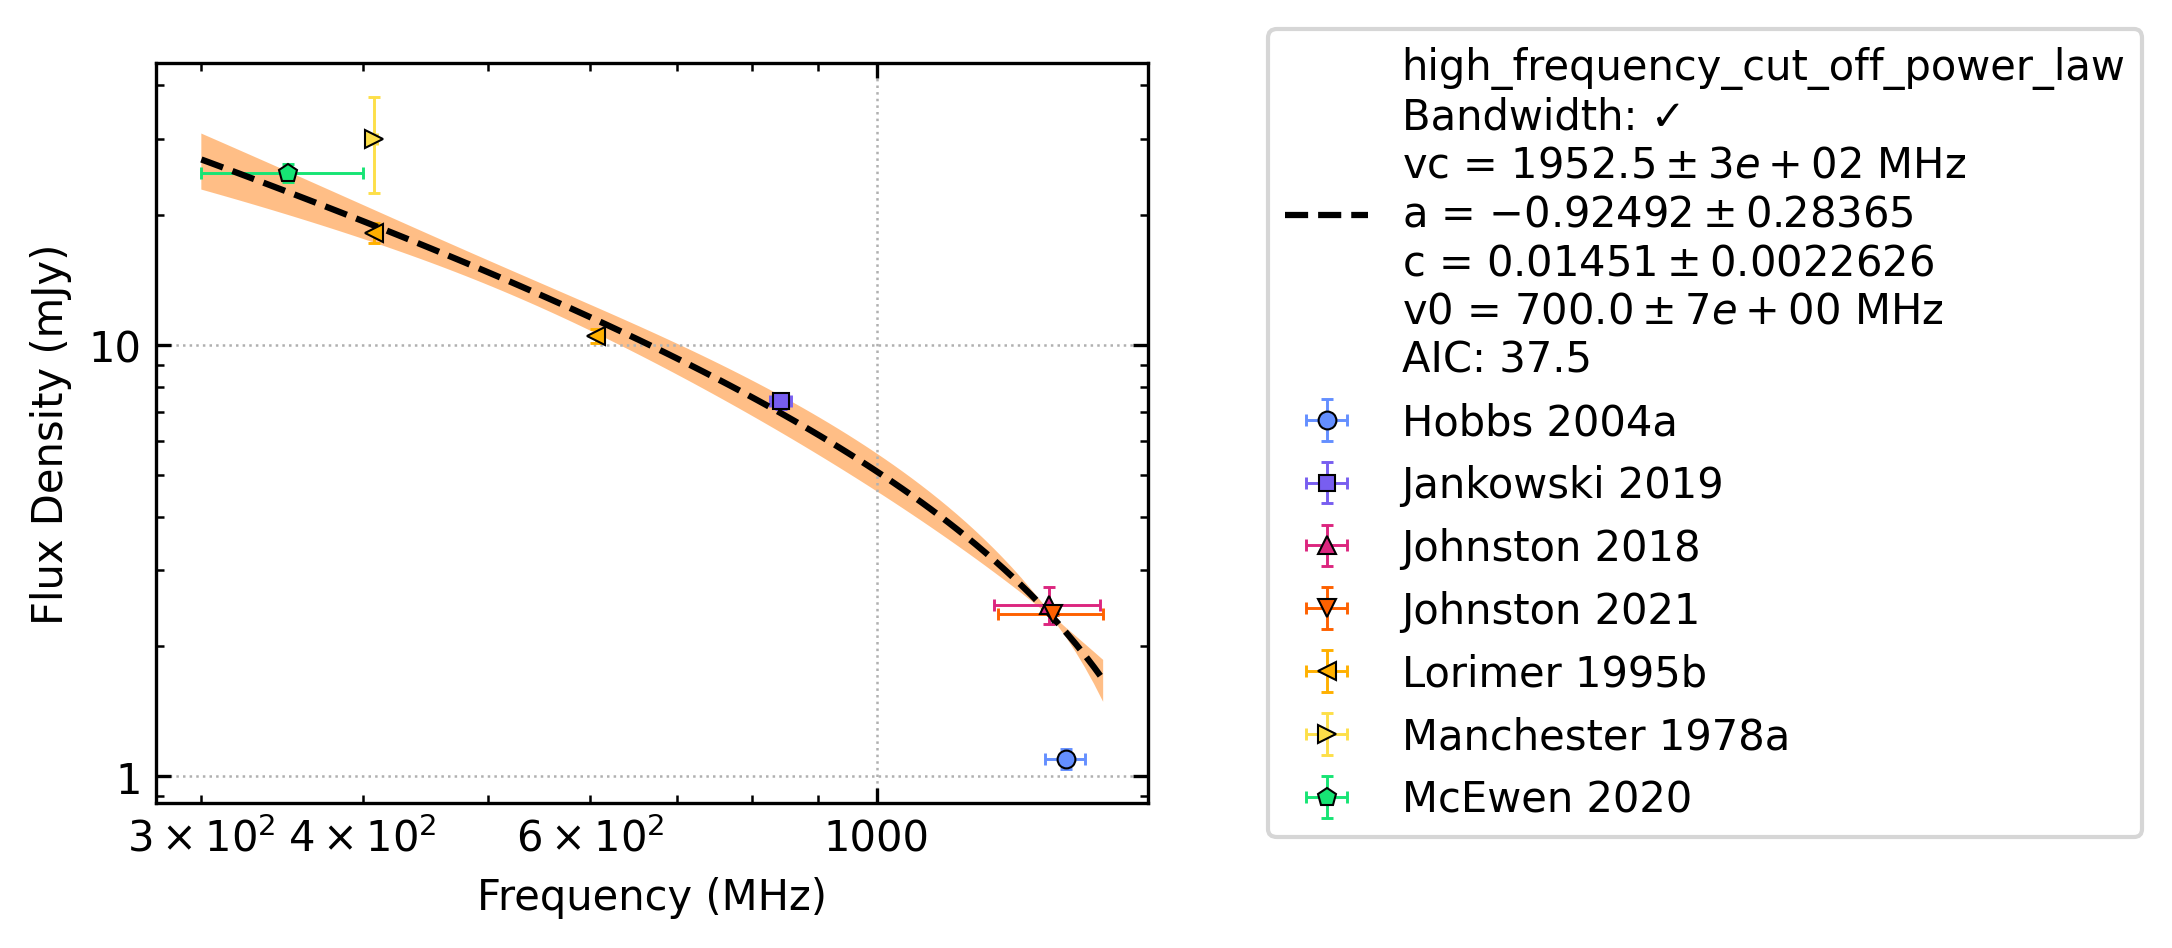 high_frequency_cut_off_power_law
Bandwidth: ✓
vc = 1952.5 ± 3e + 02 MHz
a = −0.92492 ± 0.28365
c = 0.01451 ± 0.0022626
v0 = 700.0 ± 7e + 00 MHz
AIC: 37.5
Hobbs 2004a
Jankowski 2019
Johnston 2018
Johnston 2021
Lorimer 1995b
Manchester 1978a
McEwen 2020
Flux Density (mJy)
10
1
3 × 10² 4 × 10² 6 × 10² 1000
Frequency (MHz)